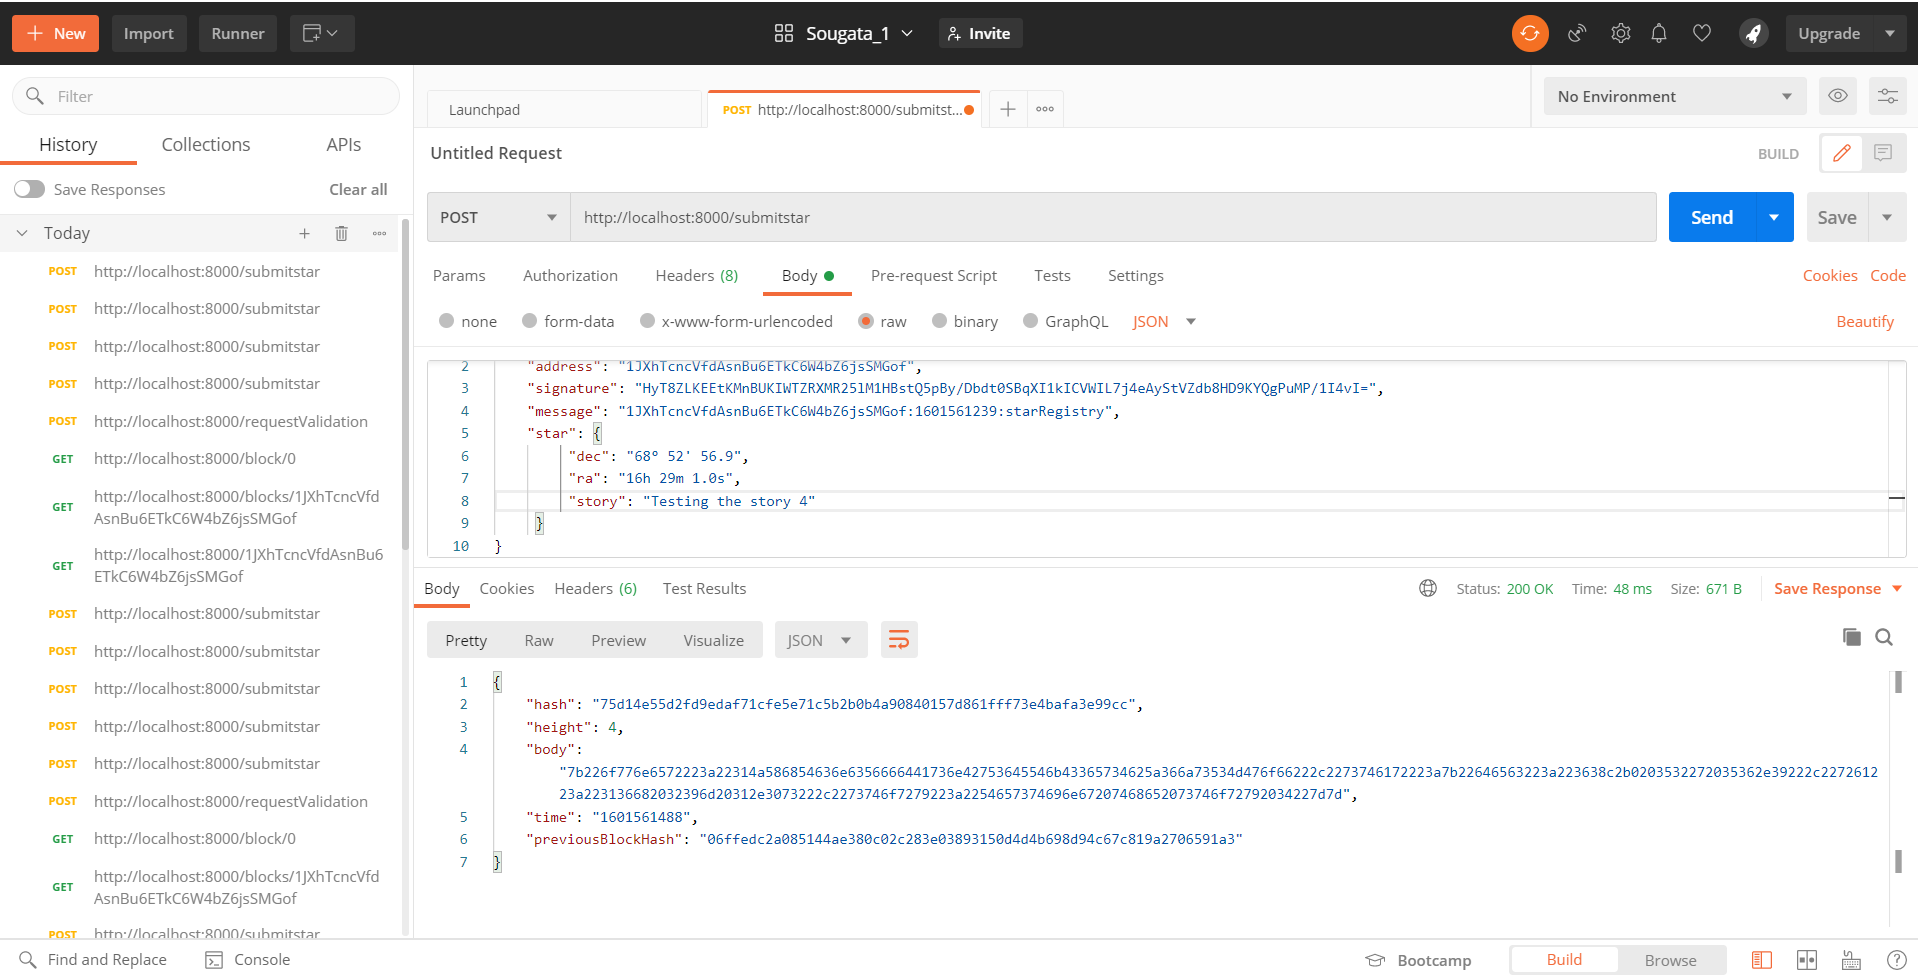 New Import Runner Sougata_1 Invite Upgrade
Filter
Launchpad POST http://localhost:8000/submitst... No Environment
History Collections APIs
Untitled Request BUILD
Save Responses Clear all
POST http://localhost:8000/submitstar Send Save
Today
POST http://localhost:8000/submitstar
POST http://localhost:8000/submitstar
POST http://localhost:8000/submitstar
POST http://localhost:8000/submitstar
POST http://localhost:8000/requestValidation
GET http://localhost:8000/block/0
GET http://localhost:8000/blocks/1JXhTcncVfd
AsnBu6ETkC6W4bZ6jsSMGof
GET http://localhost:8000/1JXhTcncVfdAsnBu6
ETkC6W4bZ6jsSMGof
POST http://localhost:8000/submitstar
POST http://localhost:8000/submitstar
POST http://localhost:8000/submitstar
POST http://localhost:8000/submitstar
POST http://localhost:8000/submitstar
POST http://localhost:8000/requestValidation
GET http://localhost:8000/block/0
GET http://localhost:8000/blocks/1JXhTcncVfd
AsnBu6ETkC6W4bZ6jsSMGof
POST http://localhost:8000/submitstar
Params Authorization Headers (8) Body Pre-request Script Tests Settings Cookies Code
none form-data x-www-form-urlencoded raw binary GraphQL JSON Beautify
2 "address": "1JXhTcncVfdAsnBu6ETkC6W4bZ6jsSMGof",
3 "signature": "HyT8ZLKEEtKMnBUKIWTZRXMR25lM1HBstQ5pBy/Dbdt0SBqXI1kICVWIL7j4eAyStVZdb8HD9KYQgPuMP/1I4vI=",
4 "message": "1JXhTcncVfdAsnBu6ETkC6W4bZ6jsSMGof:1601561239:starRegistry",
5 "star": {
6 "dec": "68° 52' 56.9",
7 "ra": "16h 29m 1.0s",
8 "story": "Testing the story 4"
9 }
10 }
Body Cookies Headers (6) Test Results Status: 200 OK Time: 48 ms Size: 671 B Save Response
Pretty Raw Preview Visualize JSON
1 {
2 "hash": "75d14e55d2fd9edaf71cfe5e71c5b2b0b4a90840157d861fff73e4bafa3e99cc",
3 "height": 4,
4 "body":
"7b226f776e6572223a22314a586854636e6356666441736e42753645546b43365734625a366a73534d476f66222c2273746172223a7b22646563223a223638c2b0203532272035362e39222c2272612
23a22313668203239 6d20312e3073222c2273746f7279223a2254657374696e67207468652073746f72792034227d7d",
5 "time": "1601561488",
6 "previousBlockHash": "06ffedc2a085144ae380c02c283e03893150d4d4b698d94c67c819a2706591a3"
7 }
Find and Replace Console Bootcamp Build Browse